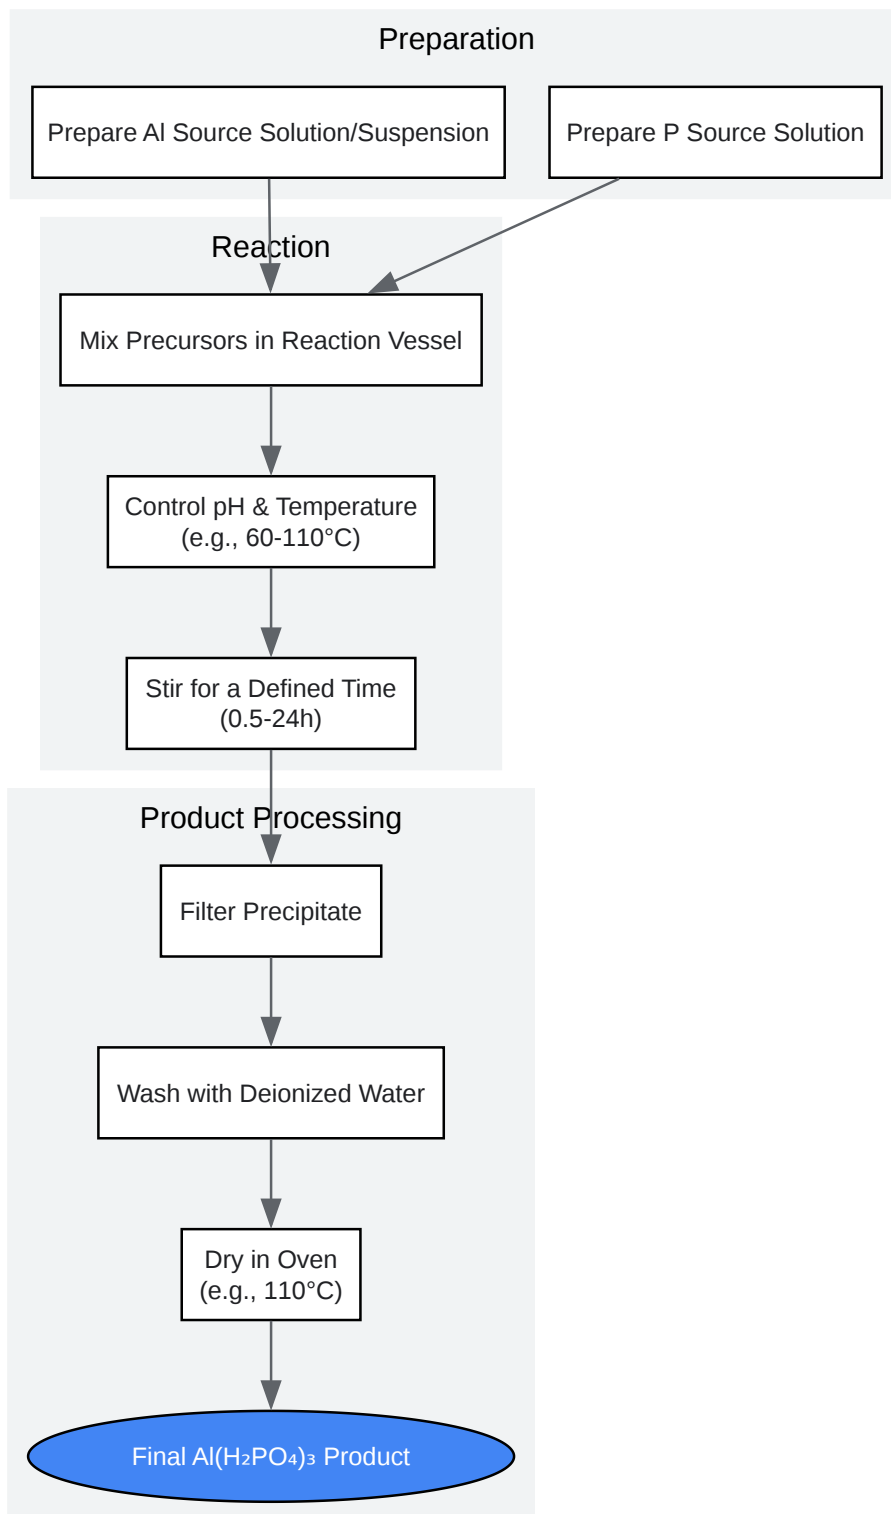 Preparation
Prepare Al Source Solution/Suspension
Prepare P Source Solution
Reaction
Mix Precursors in Reaction Vessel
Control pH & Temperature
(e.g., 60-110°C)
Stir for a Defined Time
(0.5-24h)
Product Processing
Filter Precipitate
Wash with Deionized Water
Dry in Oven
(e.g., 110°C)
Final Al(H₂PO₄)₃ Product